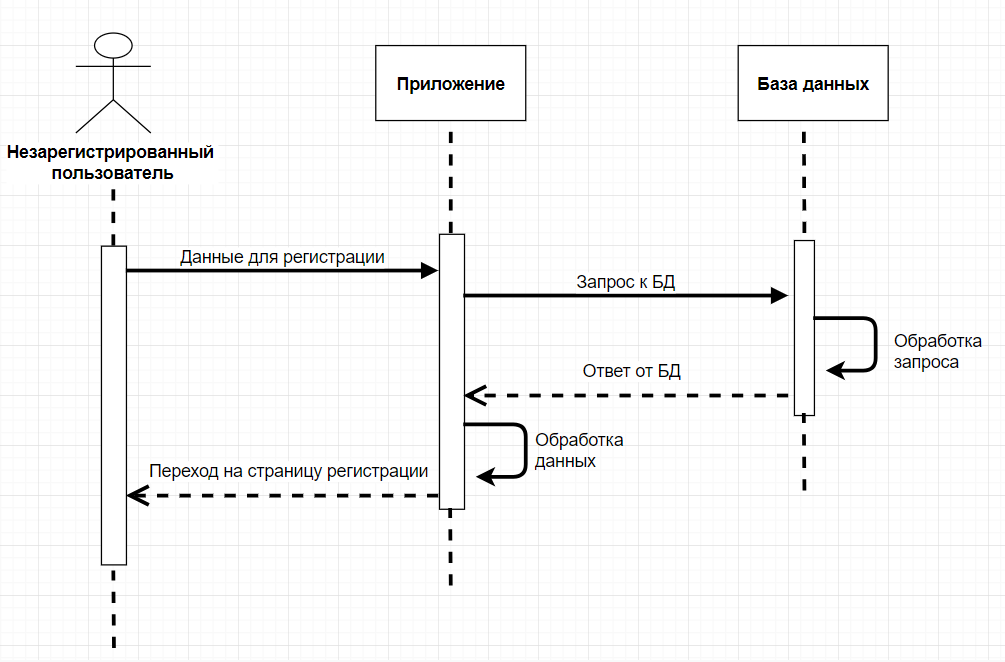 Незарегистрированный
пользователь
Приложение
База данных
Данные для регистрации
Запрос к БД
Обработка
запроса
Ответ от БД
Обработка
данных
Переход на страницу регистрации